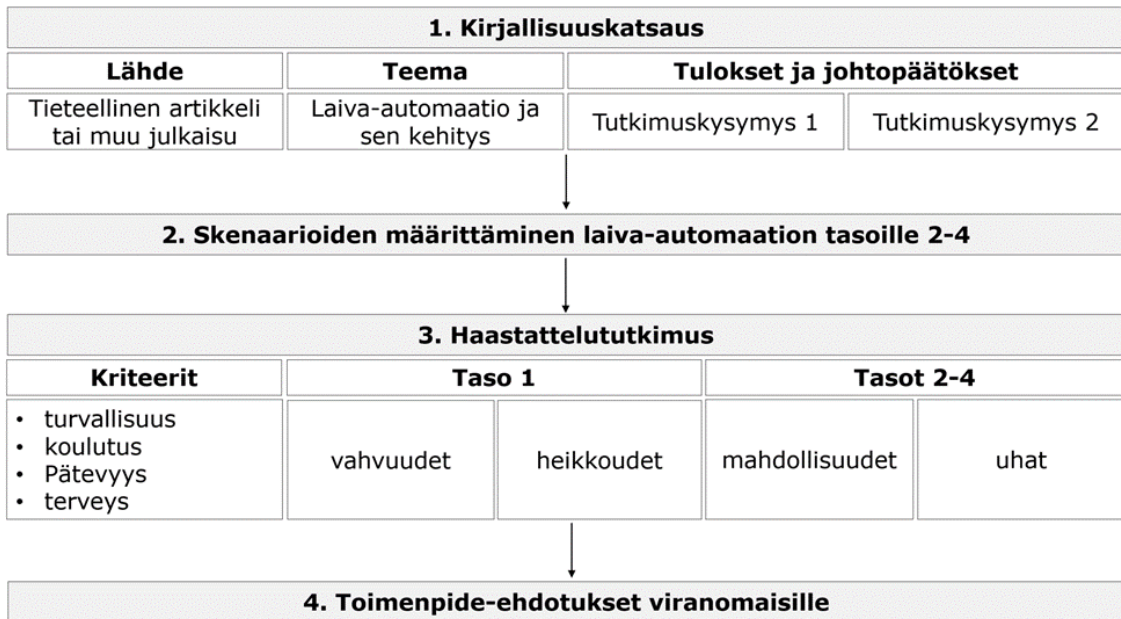 1. Kirjallisuuskatsaus
Lähde
Teema
Tulokset ja johtopäätökset
Tieteellinen artikkeli
tai muu julkaisu
Laiva-automaatio ja
sen kehitys
Tutkimuskysymys 1
Tutkimuskysymys 2
2. Skenaarioiden määrittäminen laiva-automaation tasoille 2-4
3. Haastattelututkimus
Kriteerit
Taso 1
Tasot 2-4
• turvallisuus
• koulutus
• Pätevyys
• terveys
vahvuudet
heikkoudet
mahdollisuudet
uhat
4. Toimenpide-ehdotukset viranomaisille